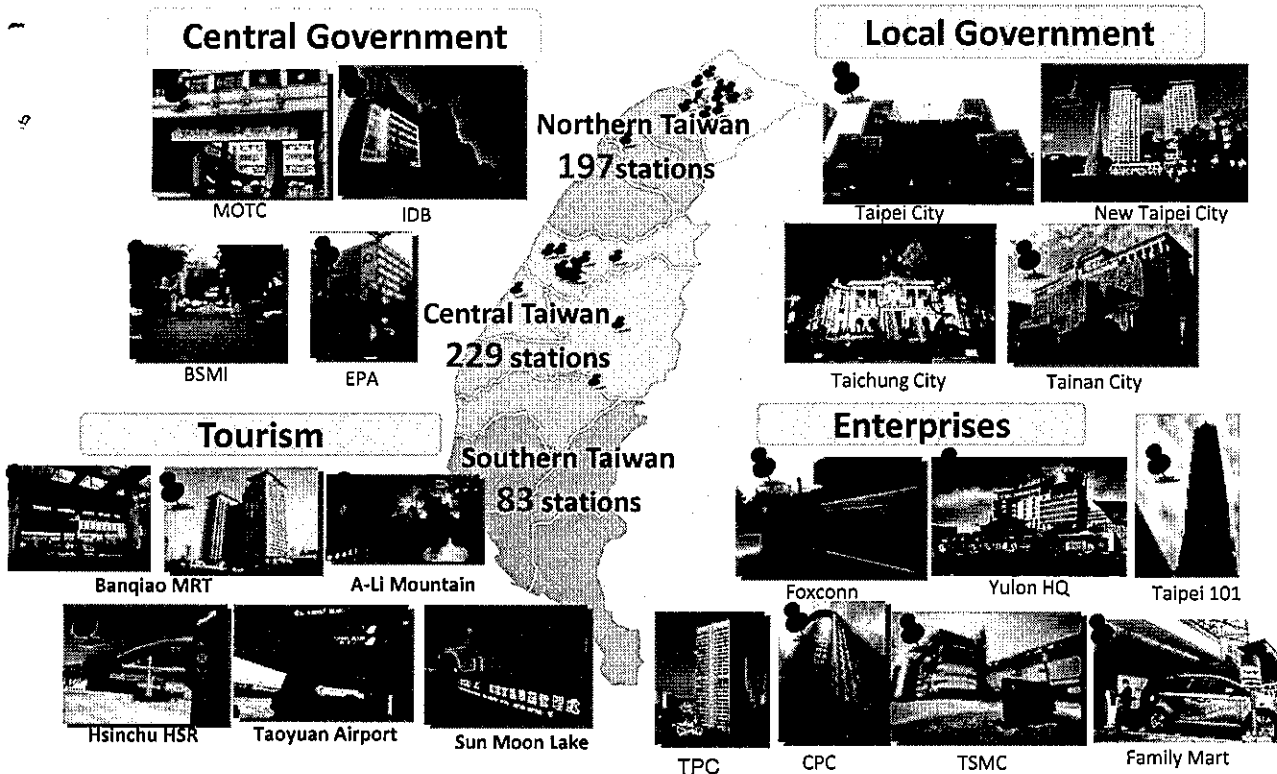 Central Government
MOTC
IDB
BSMI
EPA
Northern Taiwan
197 stations
Central Taiwan
229 stations
Southern Taiwan
83 stations
Local Government
Taipei City
New Taipei City
Taichung City
Tainan City
Tourism
Banqiao MRT
A-Li Mountain
Hsinchu HSR
Taoyuan Airport
Sun Moon Lake
Enterprises
Foxconn
Yulon HQ
Taipei 101
TPC
CPC
TSMC
Family Mart